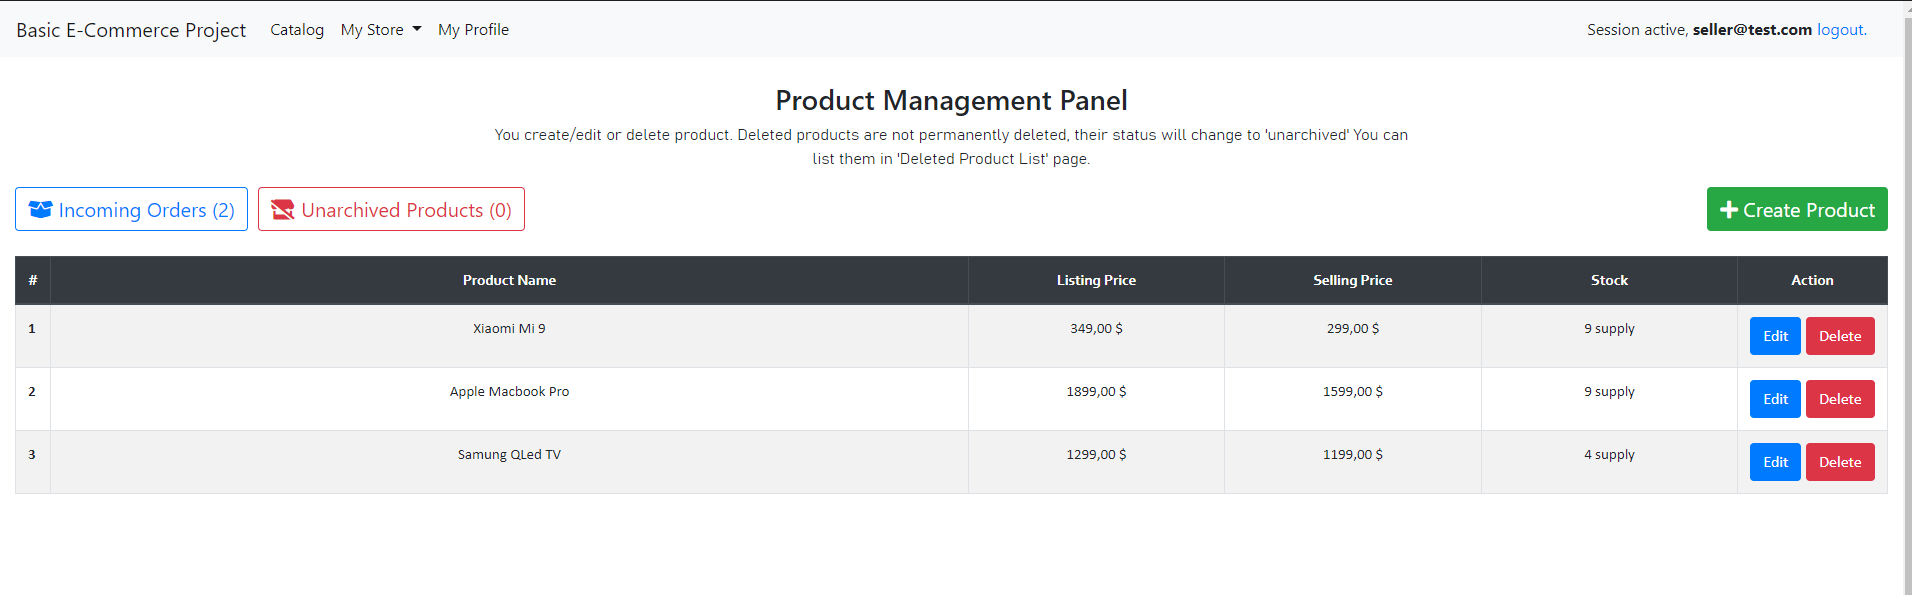 Basic E-Commerce Project Catalog My Store My Profile Session active, seller@test.com logout.
Product Management Panel
You create/edit or delete product. Deleted products are not permanently deleted, their status will change to 'unarchived' You can
list them in 'Deleted Product List' page.
Incoming Orders (2) Unarchived Products (0) Create Product
# Product Name Listing Price Selling Price Stock Action
1 Xiaomi Mi 9 349,00 $ 299,00 $ 9 supply Edit Delete
2 Apple Macbook Pro 1899,00 $ 1599,00 $ 9 supply Edit Delete
3 Samung QLed TV 1299,00 $ 1199,00 $ 4 supply Edit Delete